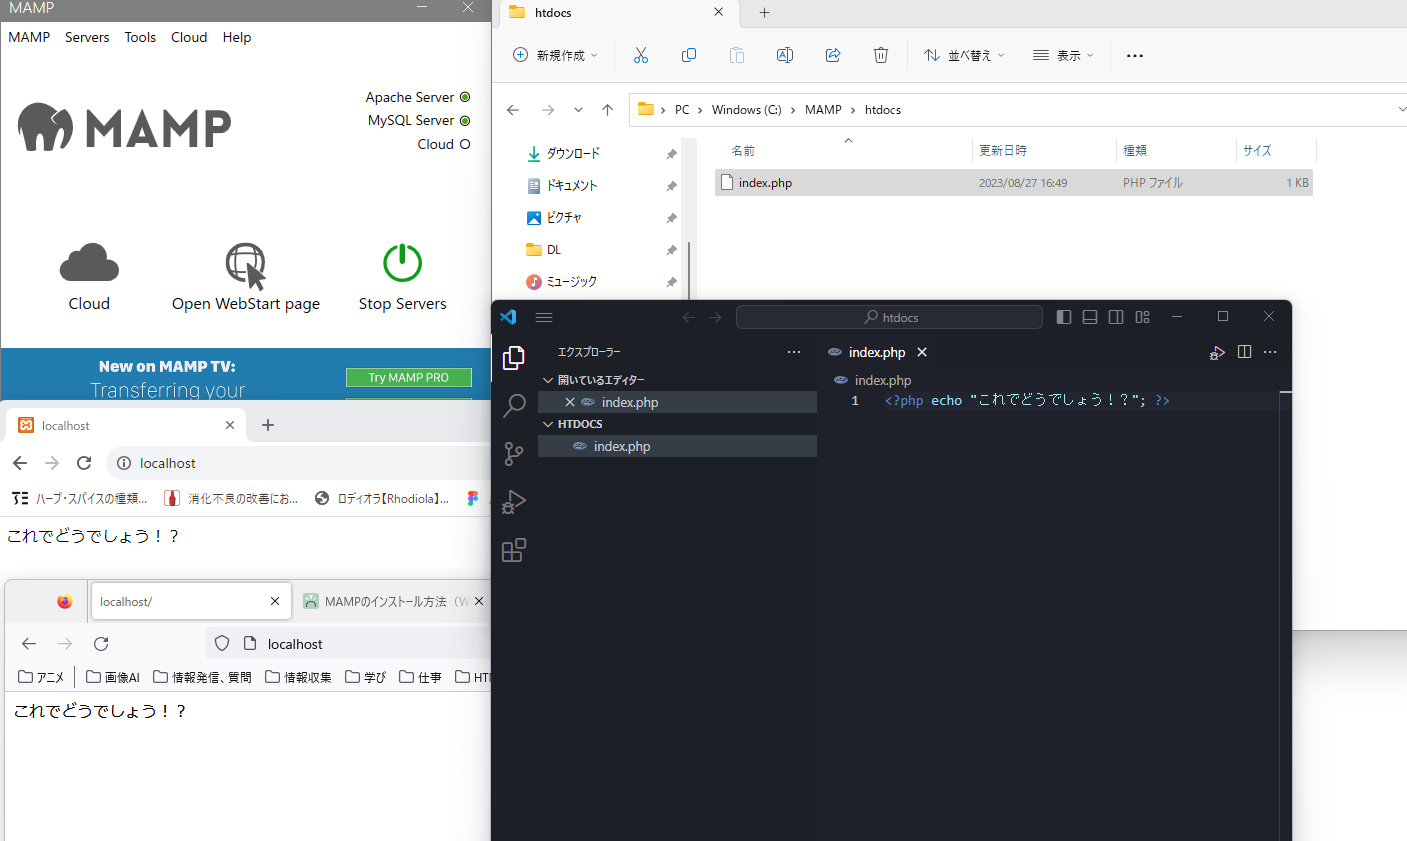 MAMP
MAMP Servers Tools Cloud Help
Apache Server
MySQL Server
Cloud
MAMP
Cloud
Open WebStart page
Stop Servers
New on MAMP TV:
Transferring your
Try MAMP PRO
htdocs
新規作成
並べ替え
表示
PC
Windows (C:)
MAMP
htdocs
ダウンロード
ドキュメント
ピクチャ
DL
ミュージック
名前 更新日時 種類 サイズ
index.php 2023/08/27 16:49 PHP ファイル 1 KB
localhost
localhost
ハーブ・スパイスの種類...
消化不良の改善にお...
ロディオラ【Rhodiola】...
これでどうでしょう！？
localhost/
MAMPのインストール方法（W
localhost
アニメ
画像AI
情報発信、質問
情報収集
学び
仕事
HTM
これでどうでしょう！？
htdocs
エクスプローラー
開いているエディター
index.php
HTDOCS
index.php
index.php
index.php
1 <?php echo "これでどうでしょう！？"; ?>